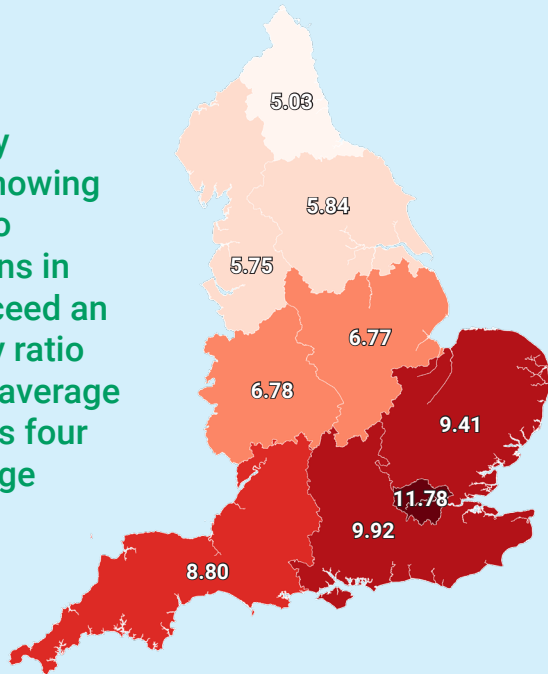 y
howing
o
ns in
ceed an
y ratio
average
s four
ge
5.03
5.84
5.75
6.77
6.78
9.41
11.78
9.92
8.80